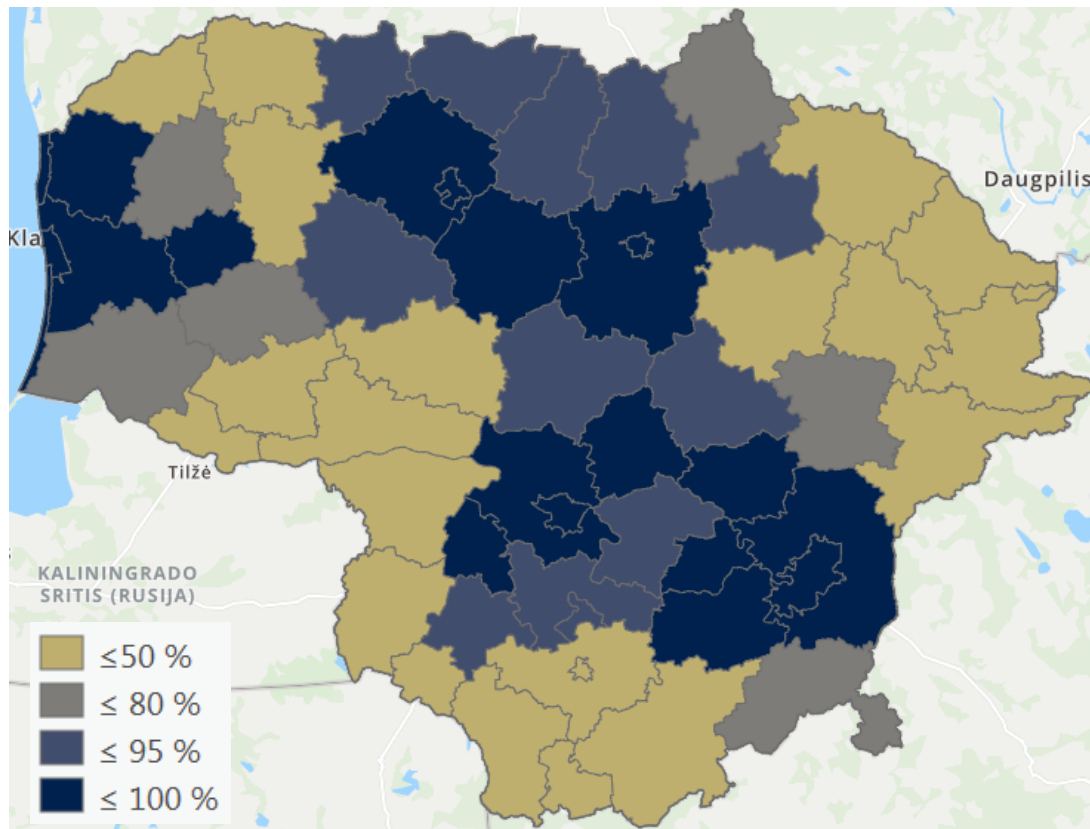 Daugpilis
Kla
Tilžė
KALININGRADO
SRITIS (RUSIJA)
≤50 %
≤ 80 %
≤ 95 %
≤ 100 %